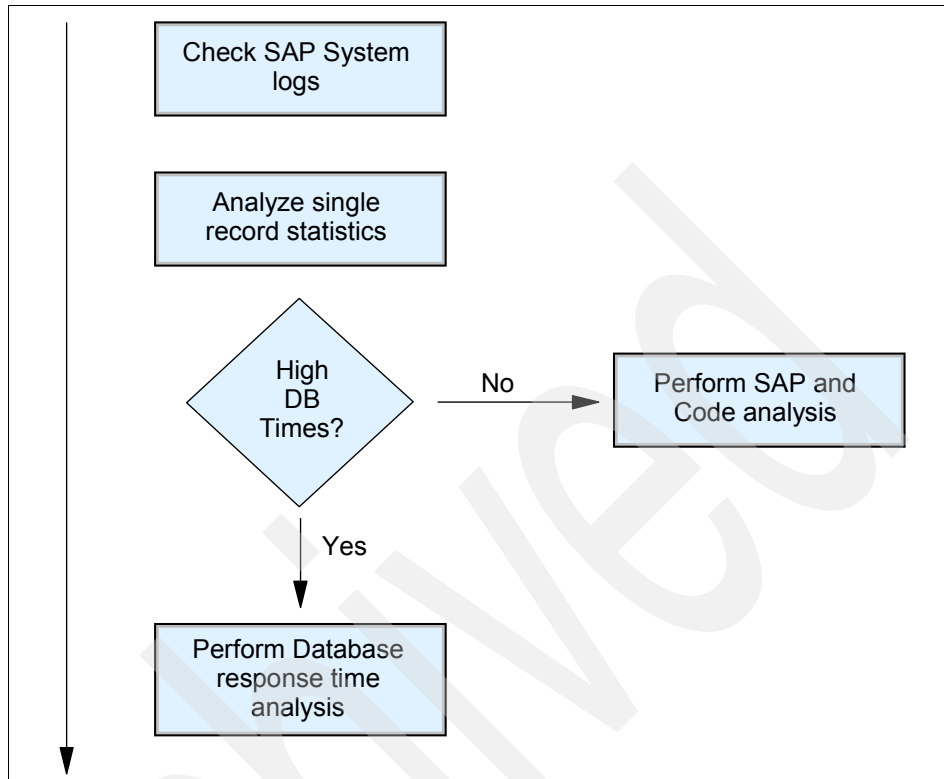 Check SAP System
logs
Analyze single
record statistics
High
DB
Times?
No
Perform SAP and
Code analysis
Yes
Perform Database
response time
analysis
hived